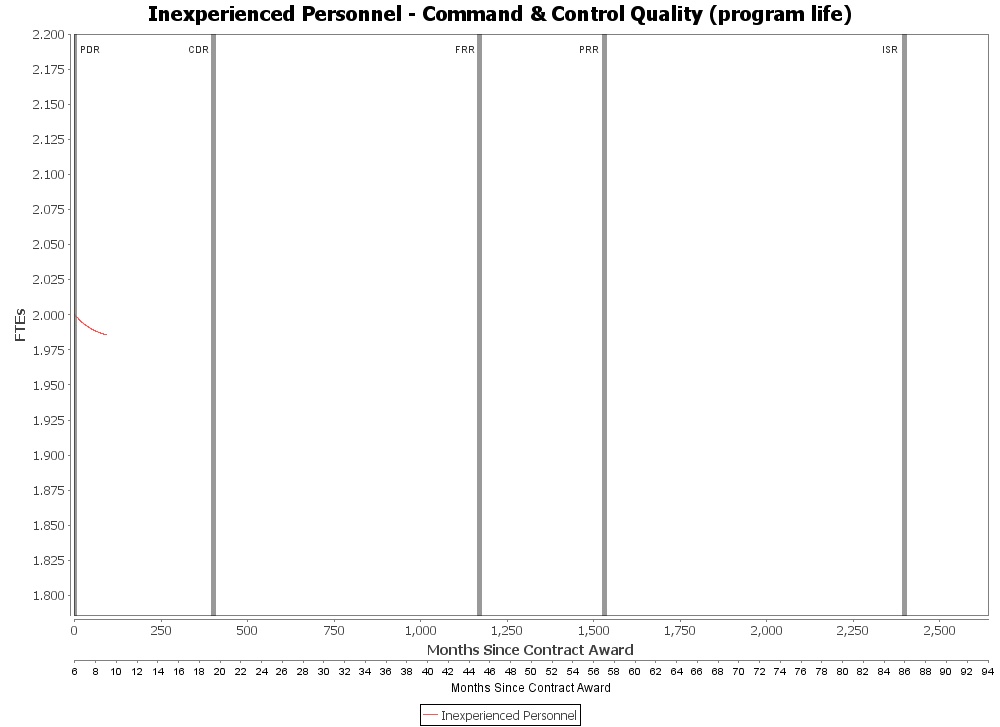 Inexperienced Personnel - Command & Control Quality (program life)
PDR CDR FRR PRR ISR
2.200
2.175
2.150
2.125
2.100
2.075
2.050
2.025
2.000
1.975
1.950
1.925
1.900
1.875
1.850
1.825
1.800
FTEs
0 250 500 750 1,000 1,250 1,500 1,750 2,000 2,250 2,500
Months Since Contract Award
6 8 10 12 14 16 18 20 22 24 26 28 30 32 34 36 38 40 42 44 46 48 50 52 54 56 58 60 62 64 66 68 70 72 74 76 78 80 82 84 86 88 90 92 94
Months Since Contract Award
Inexperienced Personnel